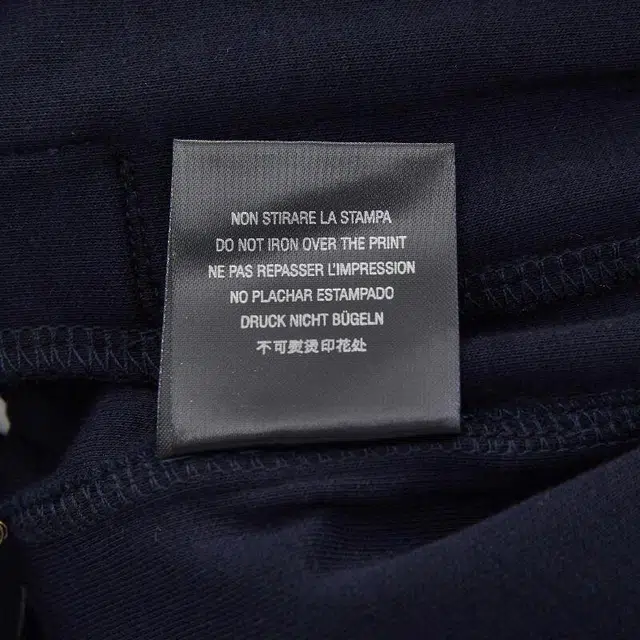 NON STIRARE LA STAMPA
DO NOT IRON OVER THE PRINT
NE PAS REPASSER L'IMPRESSION
NO PLACHAR ESTAMPADO
DRUCK NICHT BÜGELN
不可熨烫印花处